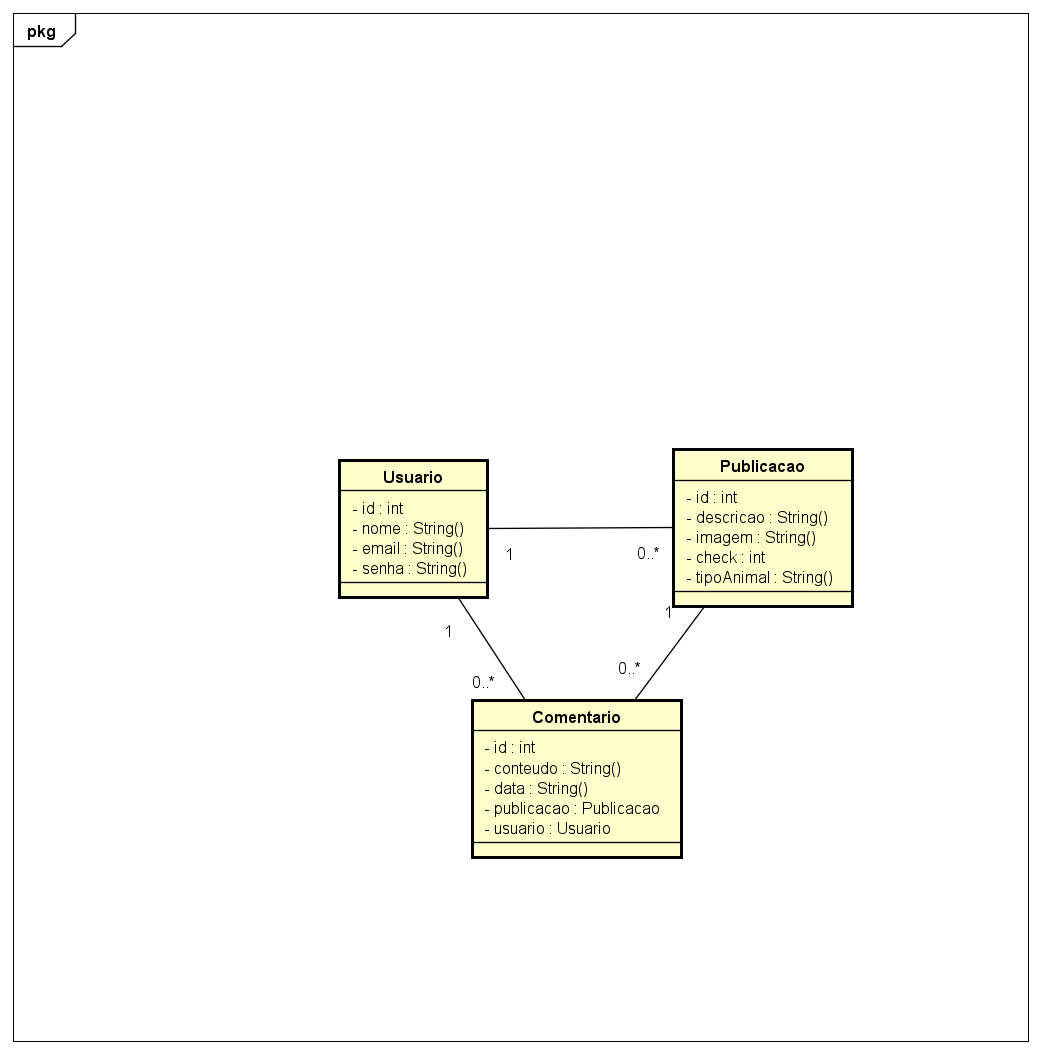 pkg
Usuario
- id : int
- nome : String()
- email : String()
- senha : String()
1
0..*
Publicacao
- id : int
- descricao : String()
- imagem : String()
- check : int
- tipoAnimal : String()
1
0..*
1
0..*
Comentario
- id : int
- conteudo : String()
- data : String()
- publicacao : Publicacao
- usuario : Usuario